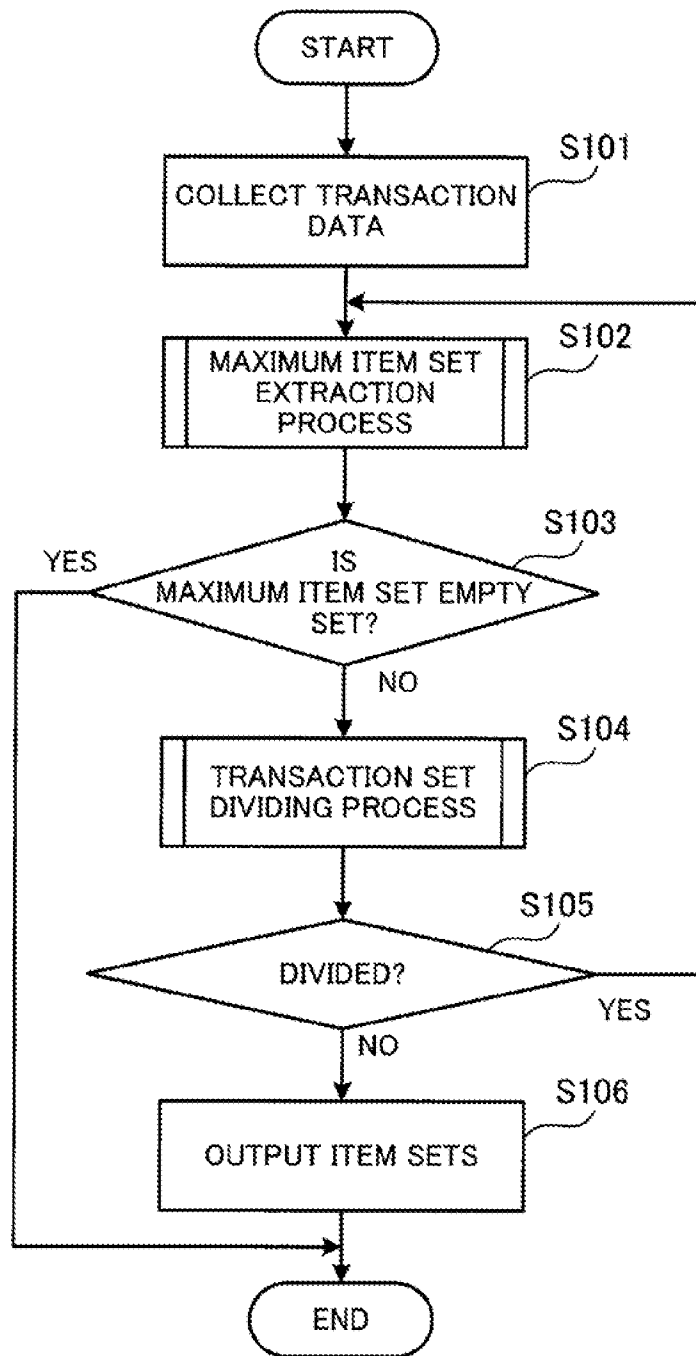 START
S101
COLLECT TRANSACTION
DATA
S102
MAXIMUM ITEM SET
EXTRACTION
PROCESS
S103
YES
IS
MAXIMUM ITEM SET EMPTY
SET?
NO
S104
TRANSACTION SET
DIVIDING PROCESS
S105
DIVIDED?
YES
NO
S106
OUTPUT ITEM SETS
END